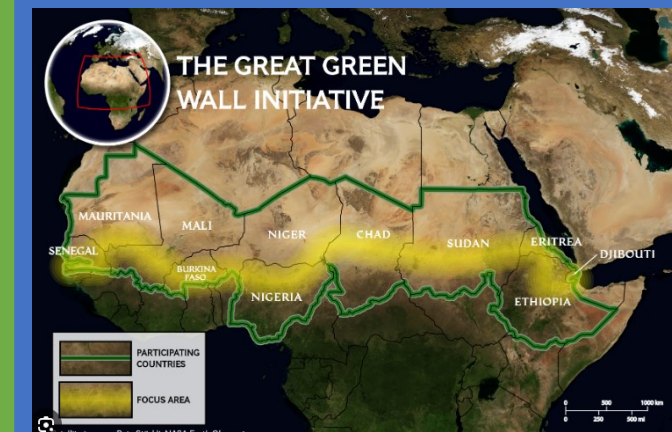 THE GREAT GREEN
WALL INITIATIVE
MAURITANIA
MALI
NIGER
CHAD
SUDAN
ERITREA
DJIBOUTI
SENEGAL
BURKINA
FASO
NIGERIA
ETHIOPIA
PARTICIPATING
COUNTRIES
FOCUS AREA
0 500 1000 km
0 250 500 mi